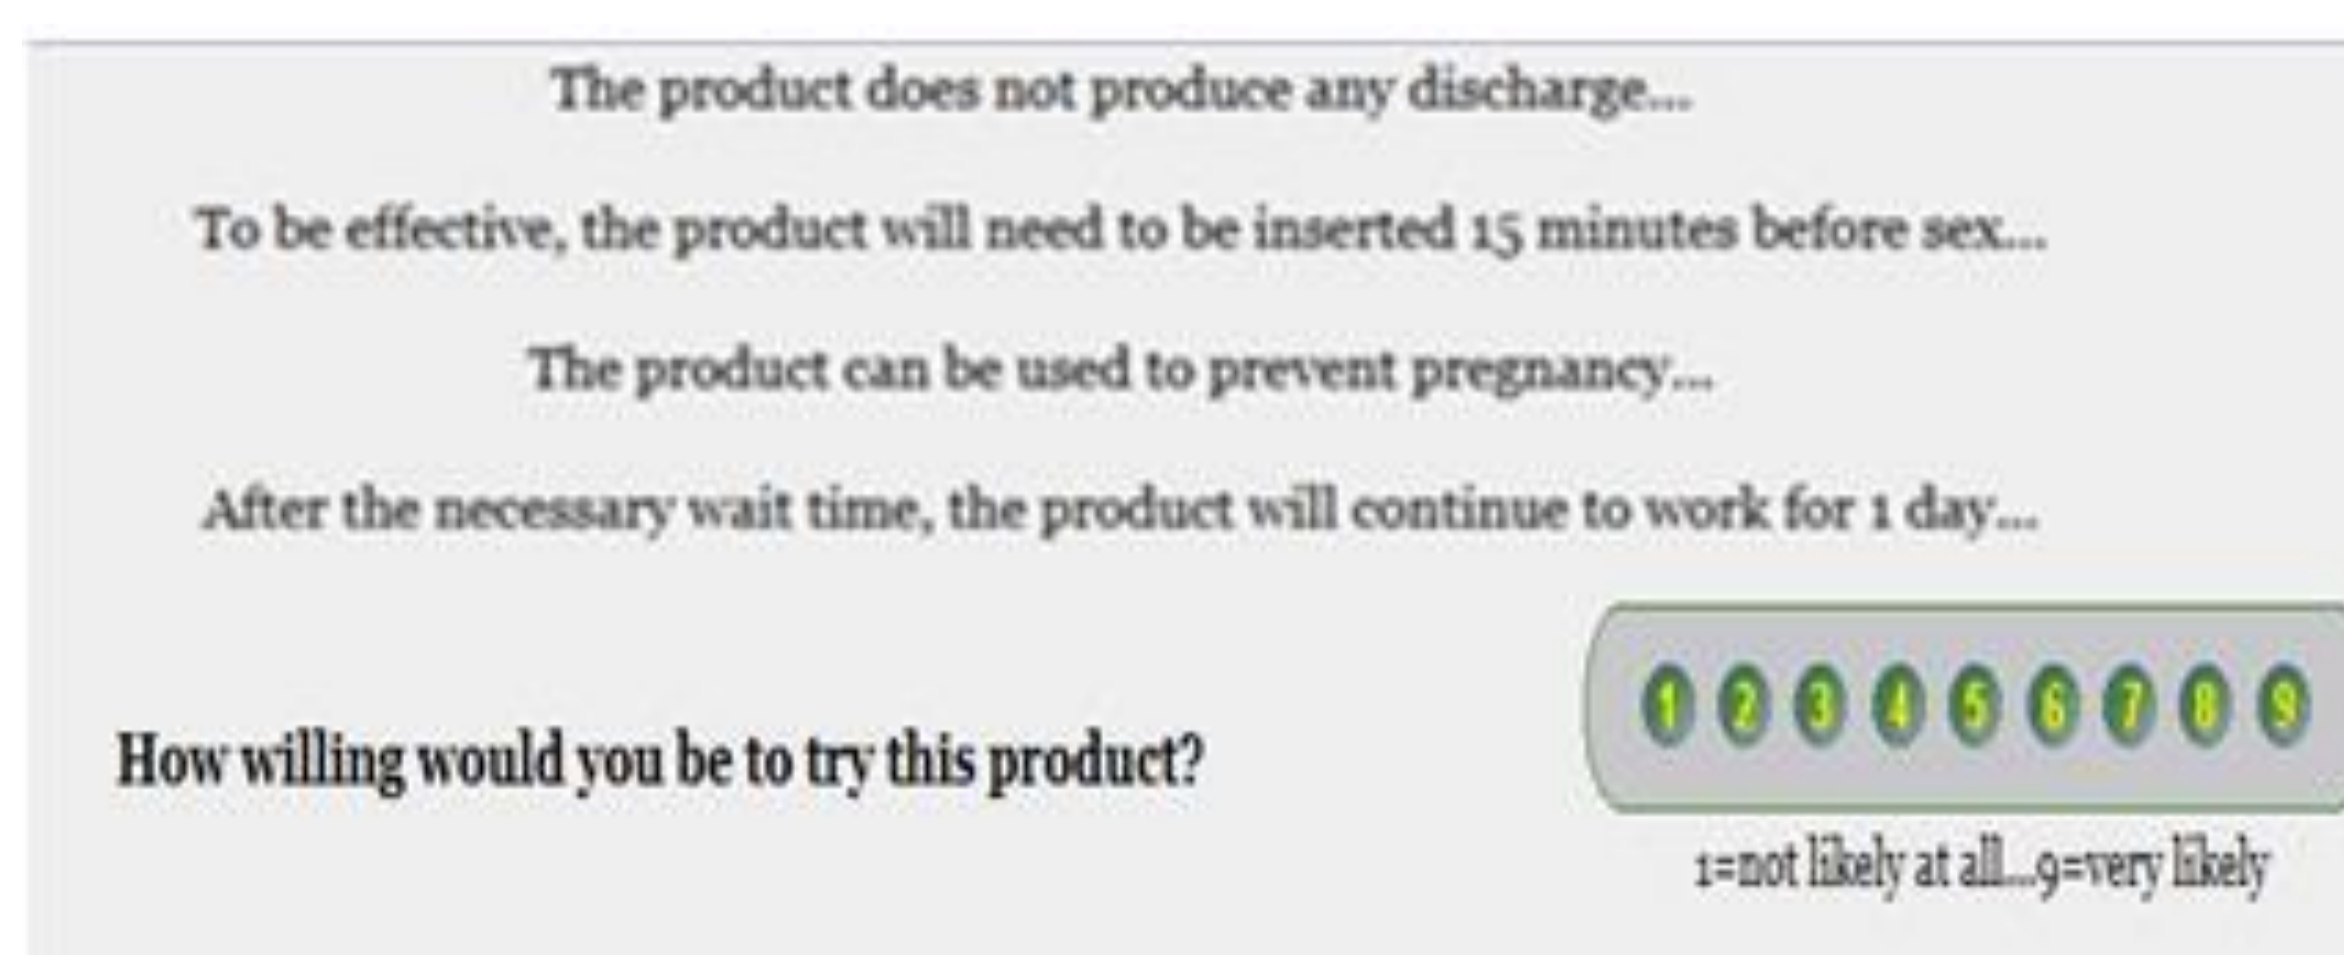 The product does not produce any discharge...
To be effective, the product will need to be inserted 15 minutes before sex...
The product can be used to prevent pregnancy...
After the necessary wait time, the product will continue to work for 1 day...
1 2 3 4 5 6 7 8 9
How willing would you be to try this product?
1=not likely at all...9=very likely